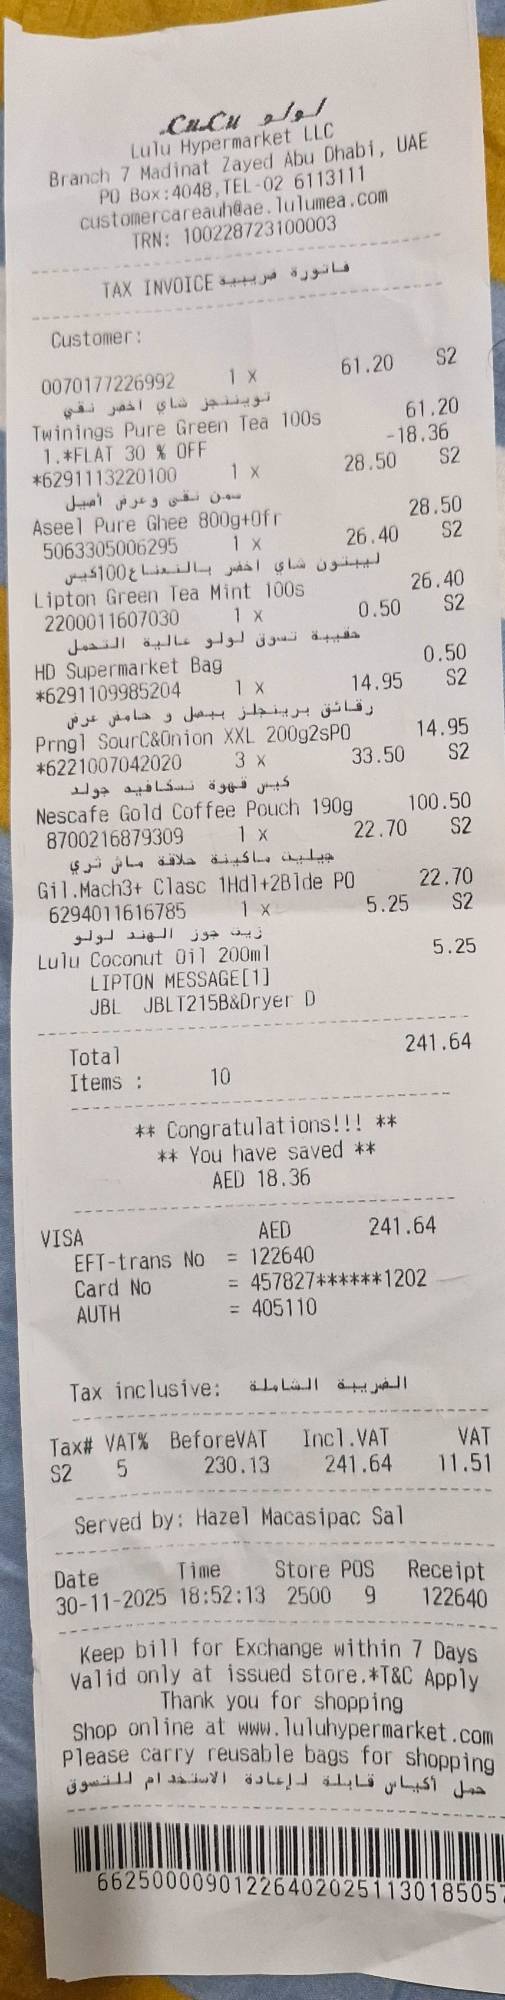 LuLu لولو
Lulu Hypermarket LLC
Branch 7 Madinat Zayed Abu Dhabi, UAE
PO Box:4048,TEL-02 6113111
customercareauh@ae.lulumea.com
TRN: 100228723100003
TAX INVOICE فاتورة ضريبية
Customer:
0070177226992 1 x 61.20 S2
توينينجز شاي اخضر نقي
Twinings Pure Green Tea 100s 61.20
1.*FLAT 30 % OFF -18.36
*6291113220100 1 x 28.50 S2
سمن نقي وعرض أصيل
Aseel Pure Ghee 800g+Ofr 28.50
5063305006295 1 x 26.40 S2
ليبتون شاي اخضر بالنعناع100كيس
Lipton Green Tea Mint 100s 26.40
2200011607030 1 x 0.50 S2
حقيبة تسوق لولو عالية التحمل
HD Supermarket Bag 0.50
*6291109985204 1 x 14.95 S2
رقائق برينجلز ببصل و حامض عرض
Prngl SourC&Onion XXL 200g2sPO 14.95
*6221007042020 3 x 33.50 S2
كيس قهوة نسكافيه جولد
Nescafe Gold Coffee Pouch 190g 100.50
8700216879309 1 x 22.70 S2
جيليت ماكينة حلاقة ماش ثري
Gil.Mach3+ Clasc 1Hdl+2Blde PO 22.70
6294011616785 1 x 5.25 S2
زيت جوز الهند لولو
Lulu Coconut Oil 200ml 5.25
LIPTON MESSAGE[1]
JBL JBLT215B&Dryer D
Total 241.64
Items : 10
** Congratulations!!! **
** You have saved **
AED 18.36
VISA AED 241.64
EFT-trans No = 122640
Card No = 457827******1202
AUTH = 405110
Tax inclusive: الضريبة الشاملة
Tax# VAT% BeforeVAT Incl.VAT VAT
S2 5 230.13 241.64 11.51
Served by: Hazel Macasipac Sal
Date Time Store POS Receipt
30-11-2025 18:52:13 2500 9 122640
Keep bill for Exchange within 7 Days
Valid only at issued store.*T&C Apply
Thank you for shopping
Shop online at www.luluhypermarket.com
Please carry reusable bags for shopping
حمل أكياس قابلة لإعادة الاستخدام للتسوق